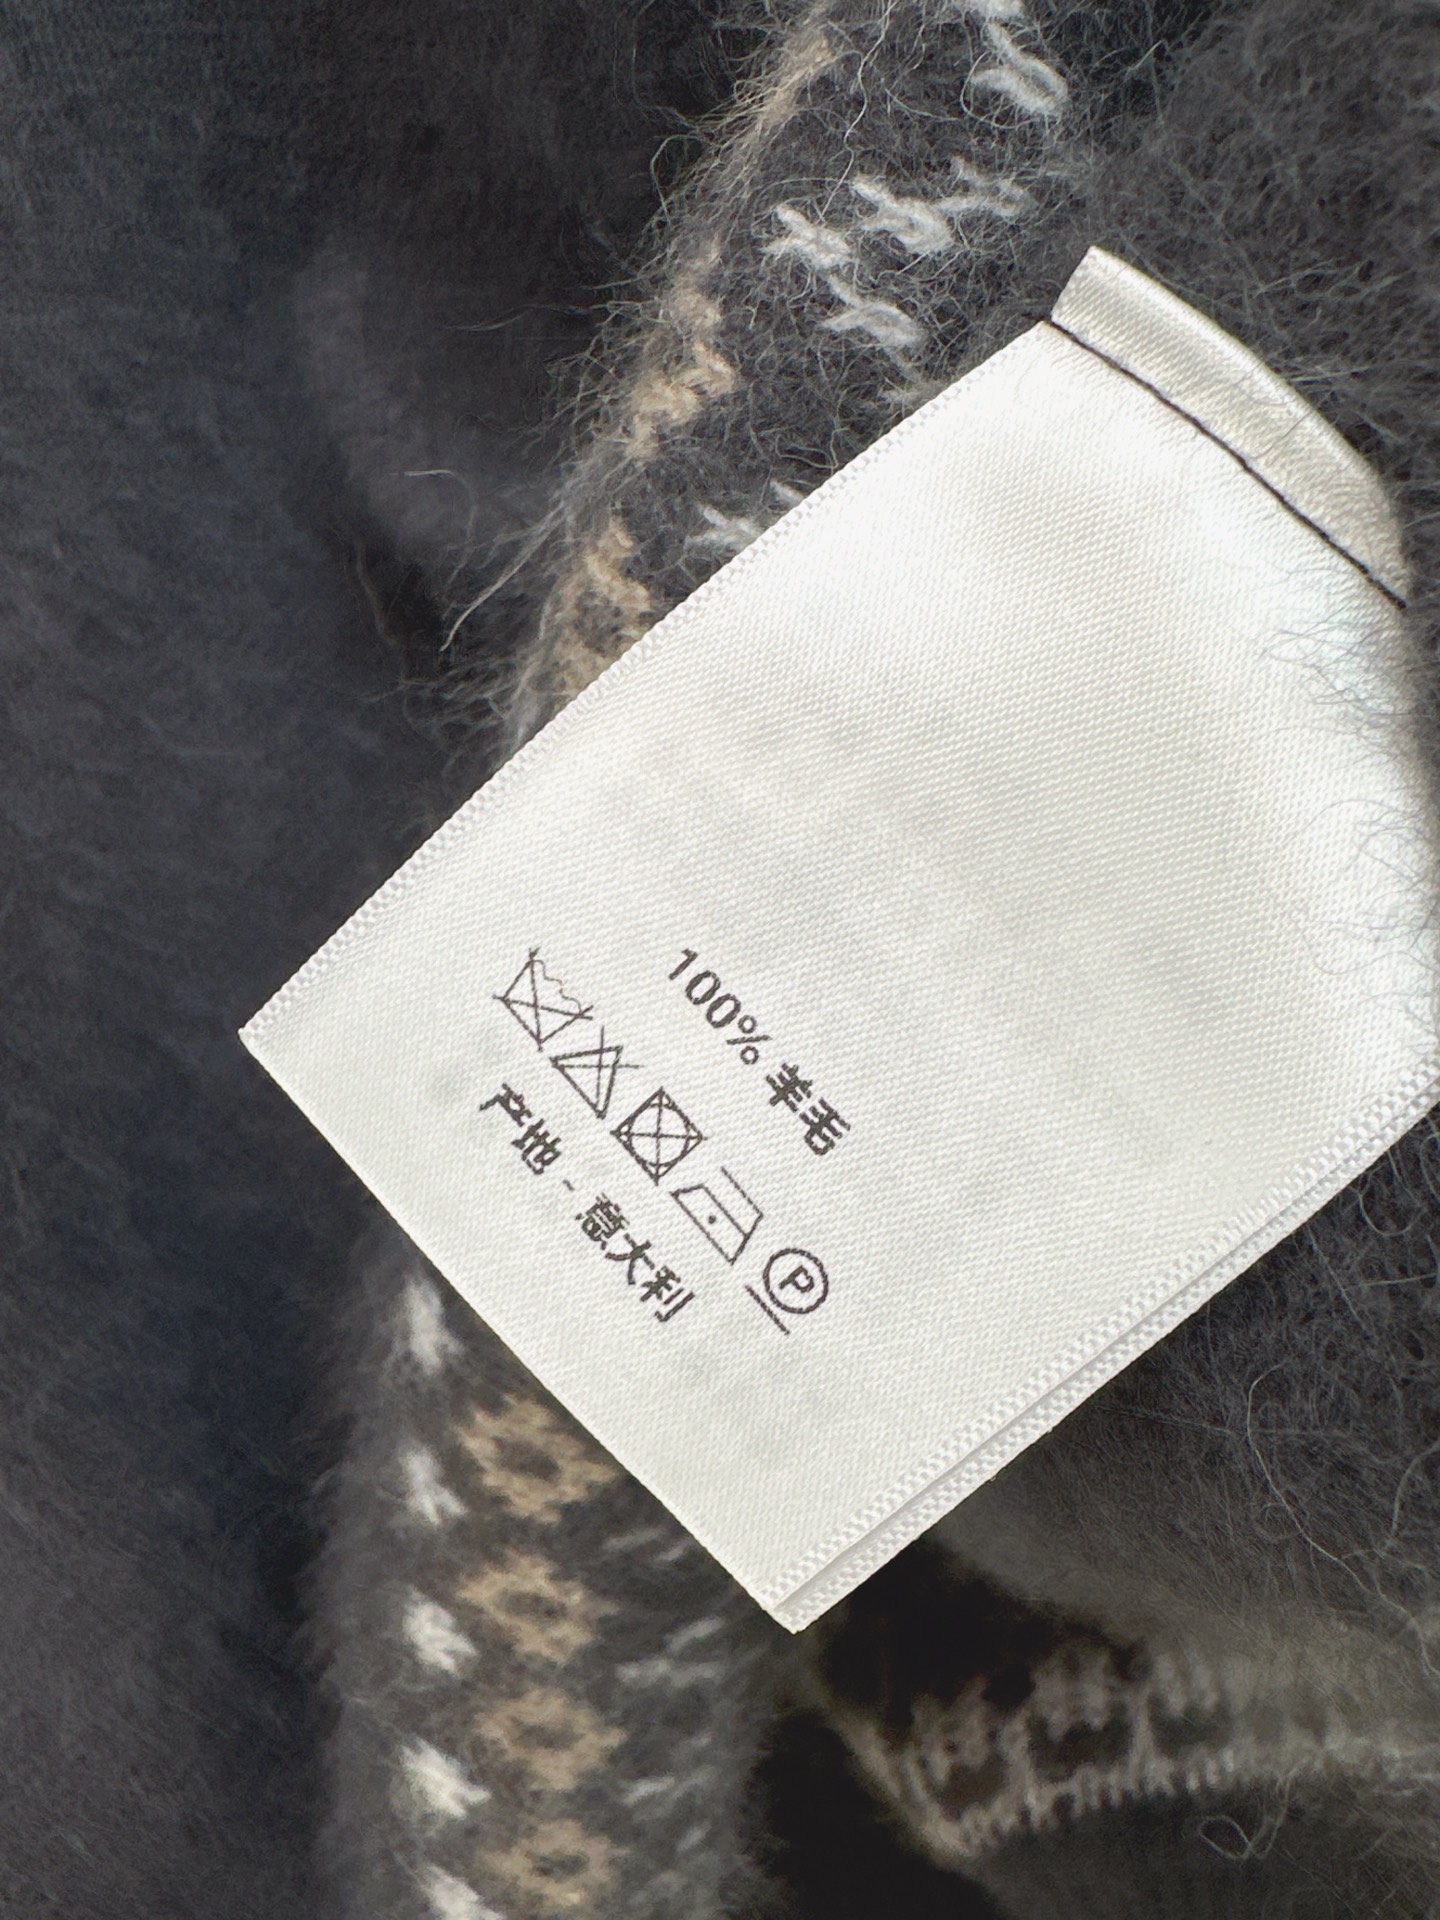 100% 羊毛
P
产地 - 意大利